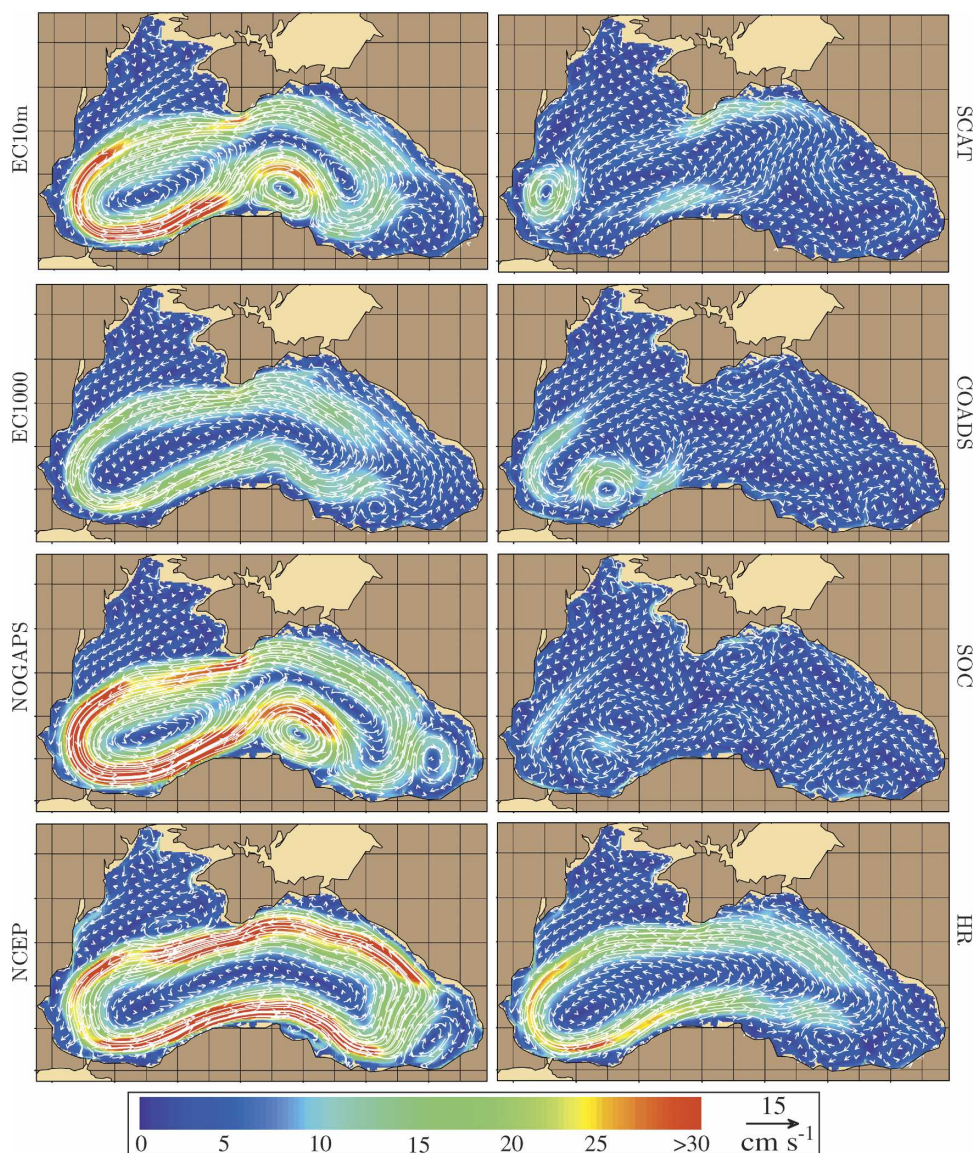 EC10m
SCAT
EC1000
COADS
NOGAPS
SOC
NCEP
HR
0 5 10 15 20 25 >30
15
cm s⁻¹